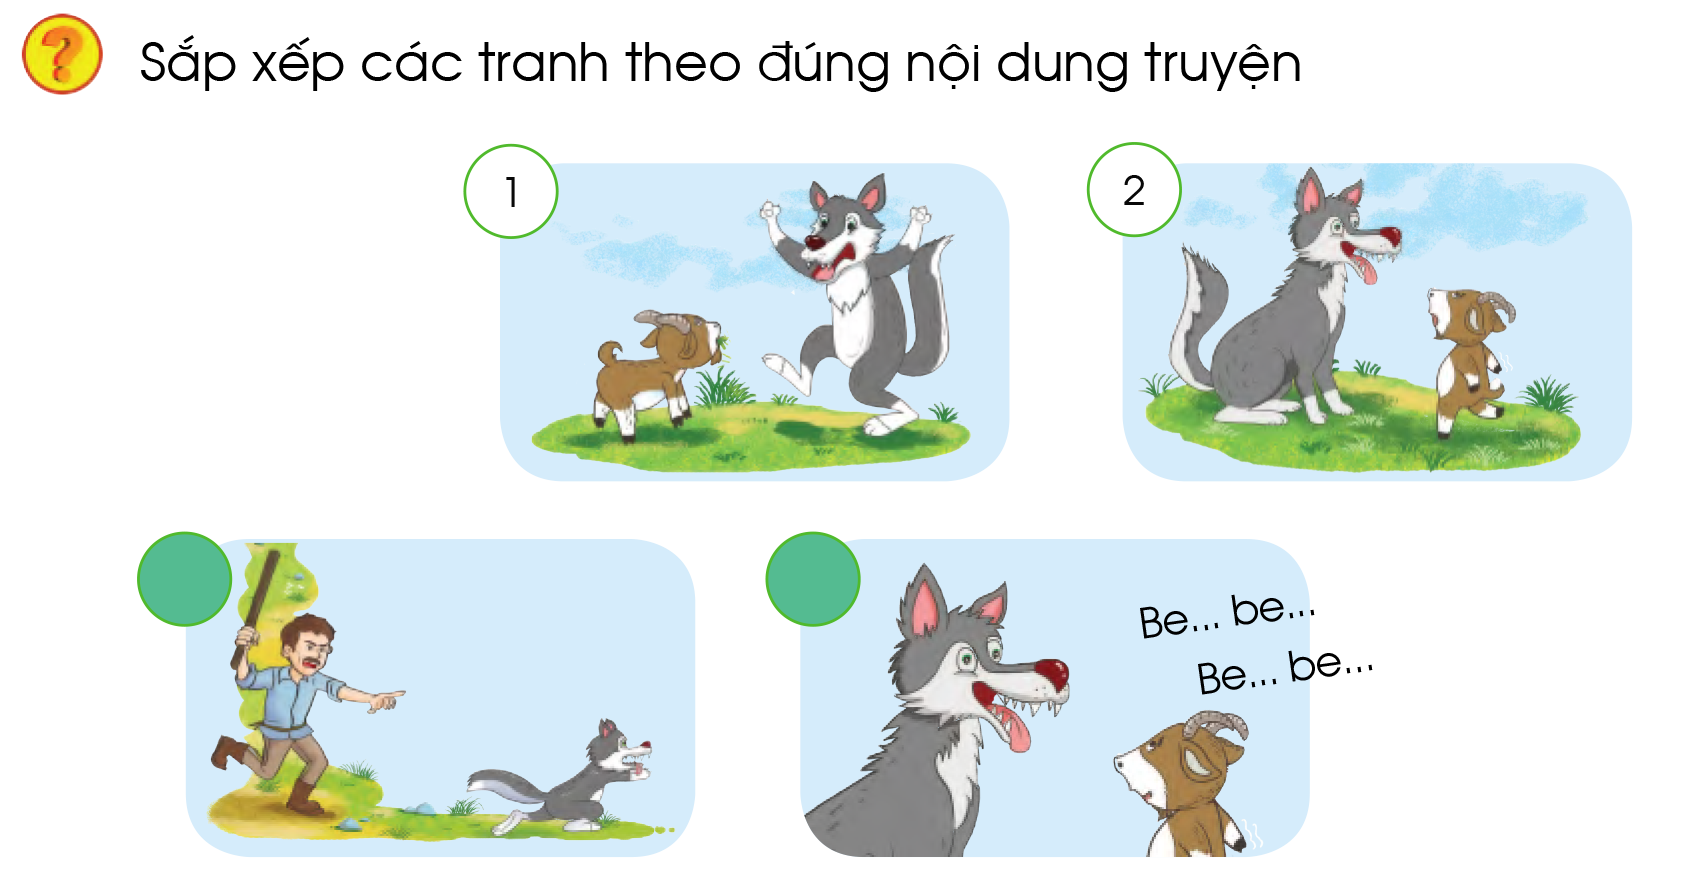 ?
Sắp xếp các tranh theo đúng nội dung truyện
1
2
Be... be...
Be... be...